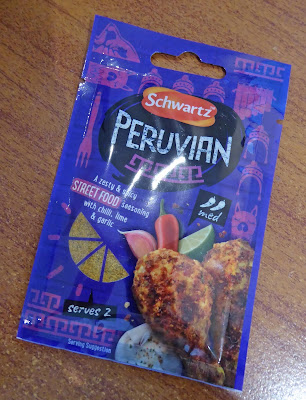 Schwartz
PERUVIAN
A zesty & spicy
STREET FOOD seasoning
with chilli, lime
& garlic
med
serves 2
Serving Suggestion